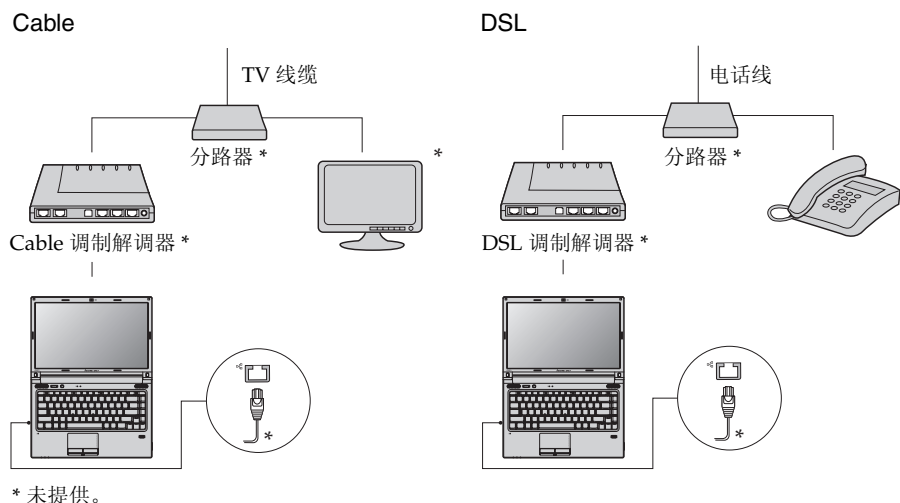 Cable
TV 线缆
分路器 *
*
Cable 调制解调器 *
*
DSL
电话线
分路器 *
DSL 调制解调器 *
*
* 未提供。